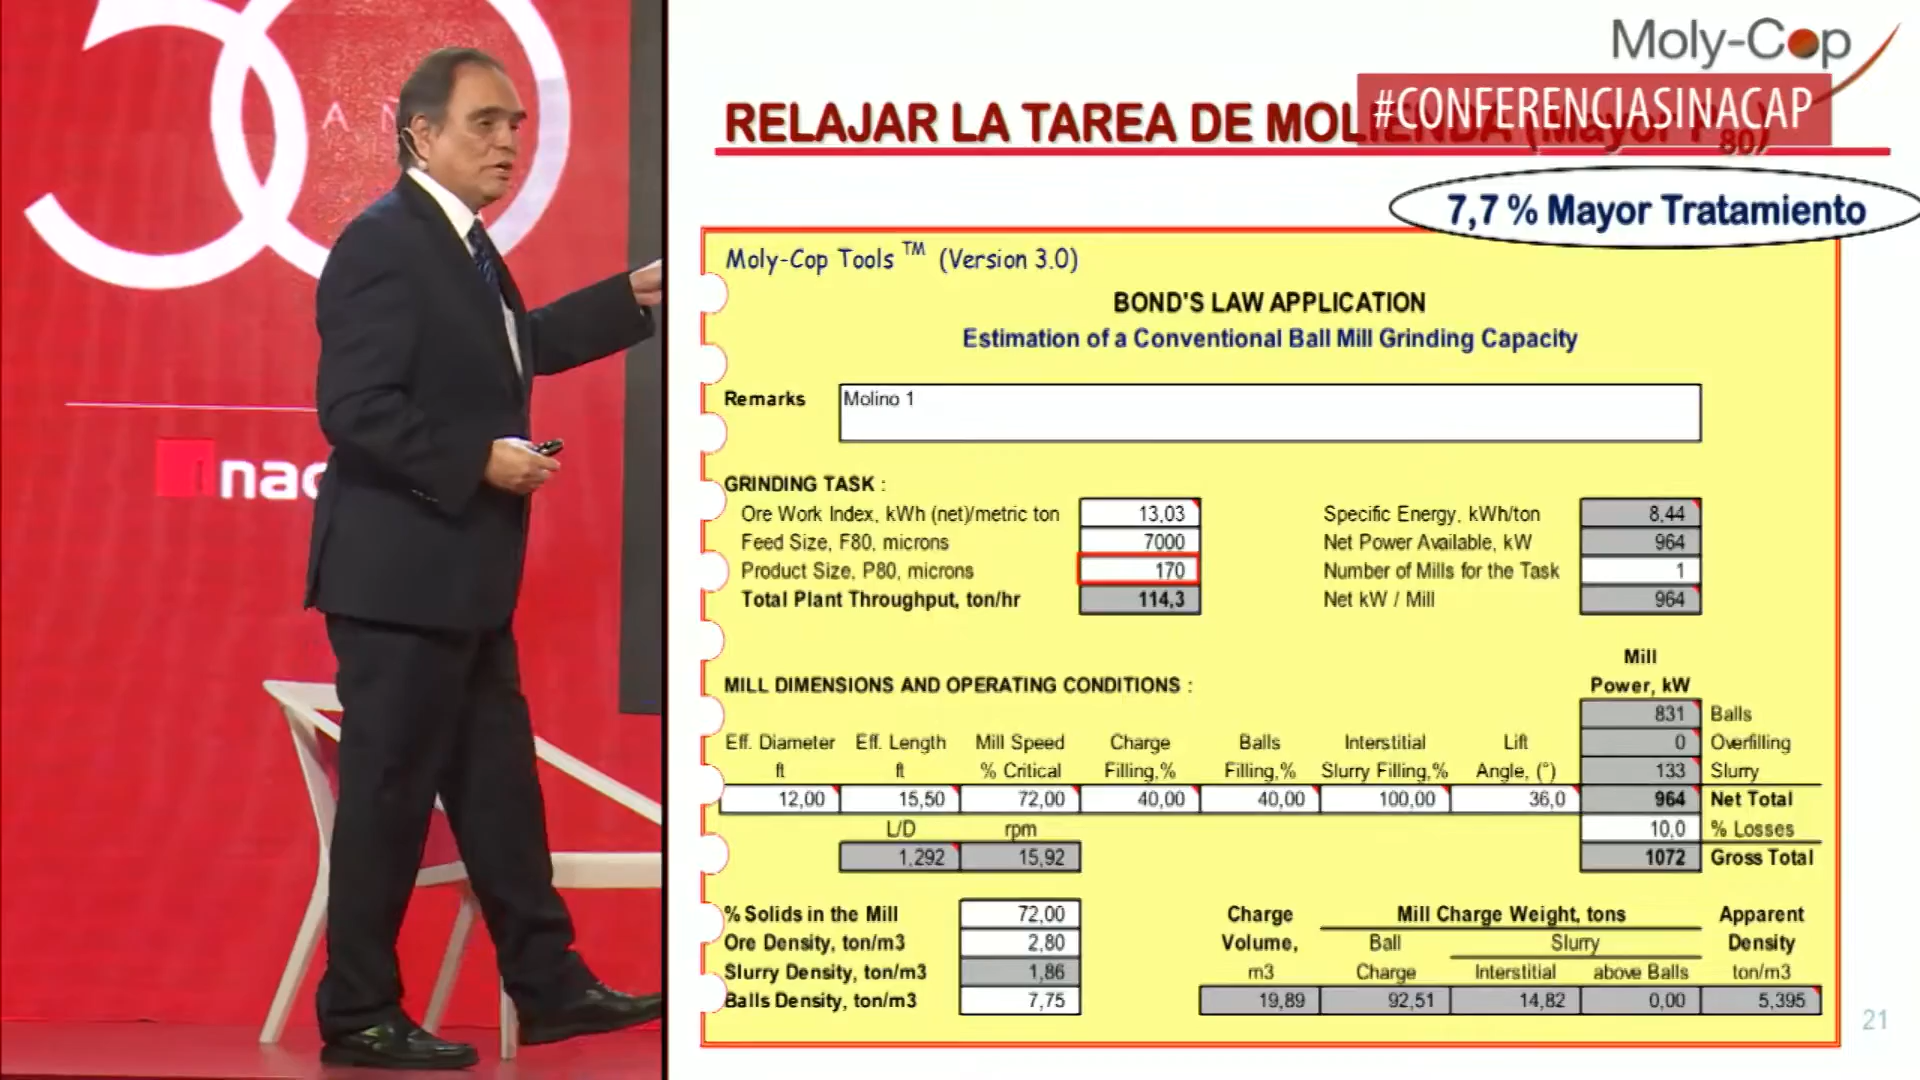 50
AÑ
inac
Moly-Cop
#CONFERENCIASINACAP
RELAJAR LA TAREA DE MOLIENDA (Mayor P80)
7,7 % Mayor Tratamiento
Moly-Cop Tools TM (Version 3.0)
BOND'S LAW APPLICATION
Estimation of a Conventional Ball Mill Grinding Capacity
Remarks Molino 1
GRINDING TASK :
Ore Work Index, kWh (net)/metric ton 13,03 Specific Energy, kWh/ton 8,44
Feed Size, F80, microns 7000 Net Power Available, kW 964
Product Size, P80, microns 170 Number of Mills for the Task 1
Total Plant Throughput, ton/hr 114,3 Net kW / Mill 964
Mill
MILL DIMENSIONS AND OPERATING CONDITIONS : Power, kW
831 Balls
Eff. Diameter Eff. Length Mill Speed Charge Balls Interstitial Lift 0 Overfilling
ft ft % Critical Filling,% Filling,% Slurry Filling,% Angle, (°) 133 Slurry
12,00 15,50 72,00 40,00 40,00 100,00 36,0 964 Net Total
L/D rpm 10,0 % Losses
1,292 15,92 1072 Gross Total
% Solids in the Mill 72,00 Charge Mill Charge Weight, tons Apparent
Ore Density, ton/m3 2,80 Volume, Ball Slurry Density
Slurry Density, ton/m3 1,86 m3 Charge Interstitial above Balls ton/m3
Balls Density, ton/m3 7,75 19,89 92,51 14,82 0,00 5,395
21